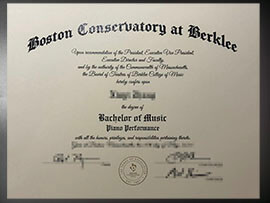 Boston Conservatory at Berklee
Upon recommendation of the President, Executive Vice President,
Executive Director and Faculty,
and by the authority of the Commonwealth of Massachusetts,
the Board of Trustees of Berklee College of Music
hereby confers upon
the degree of
Bachelor of Music
Piano Performance
with all the honors, privileges, and responsibilities pertaining thereto.